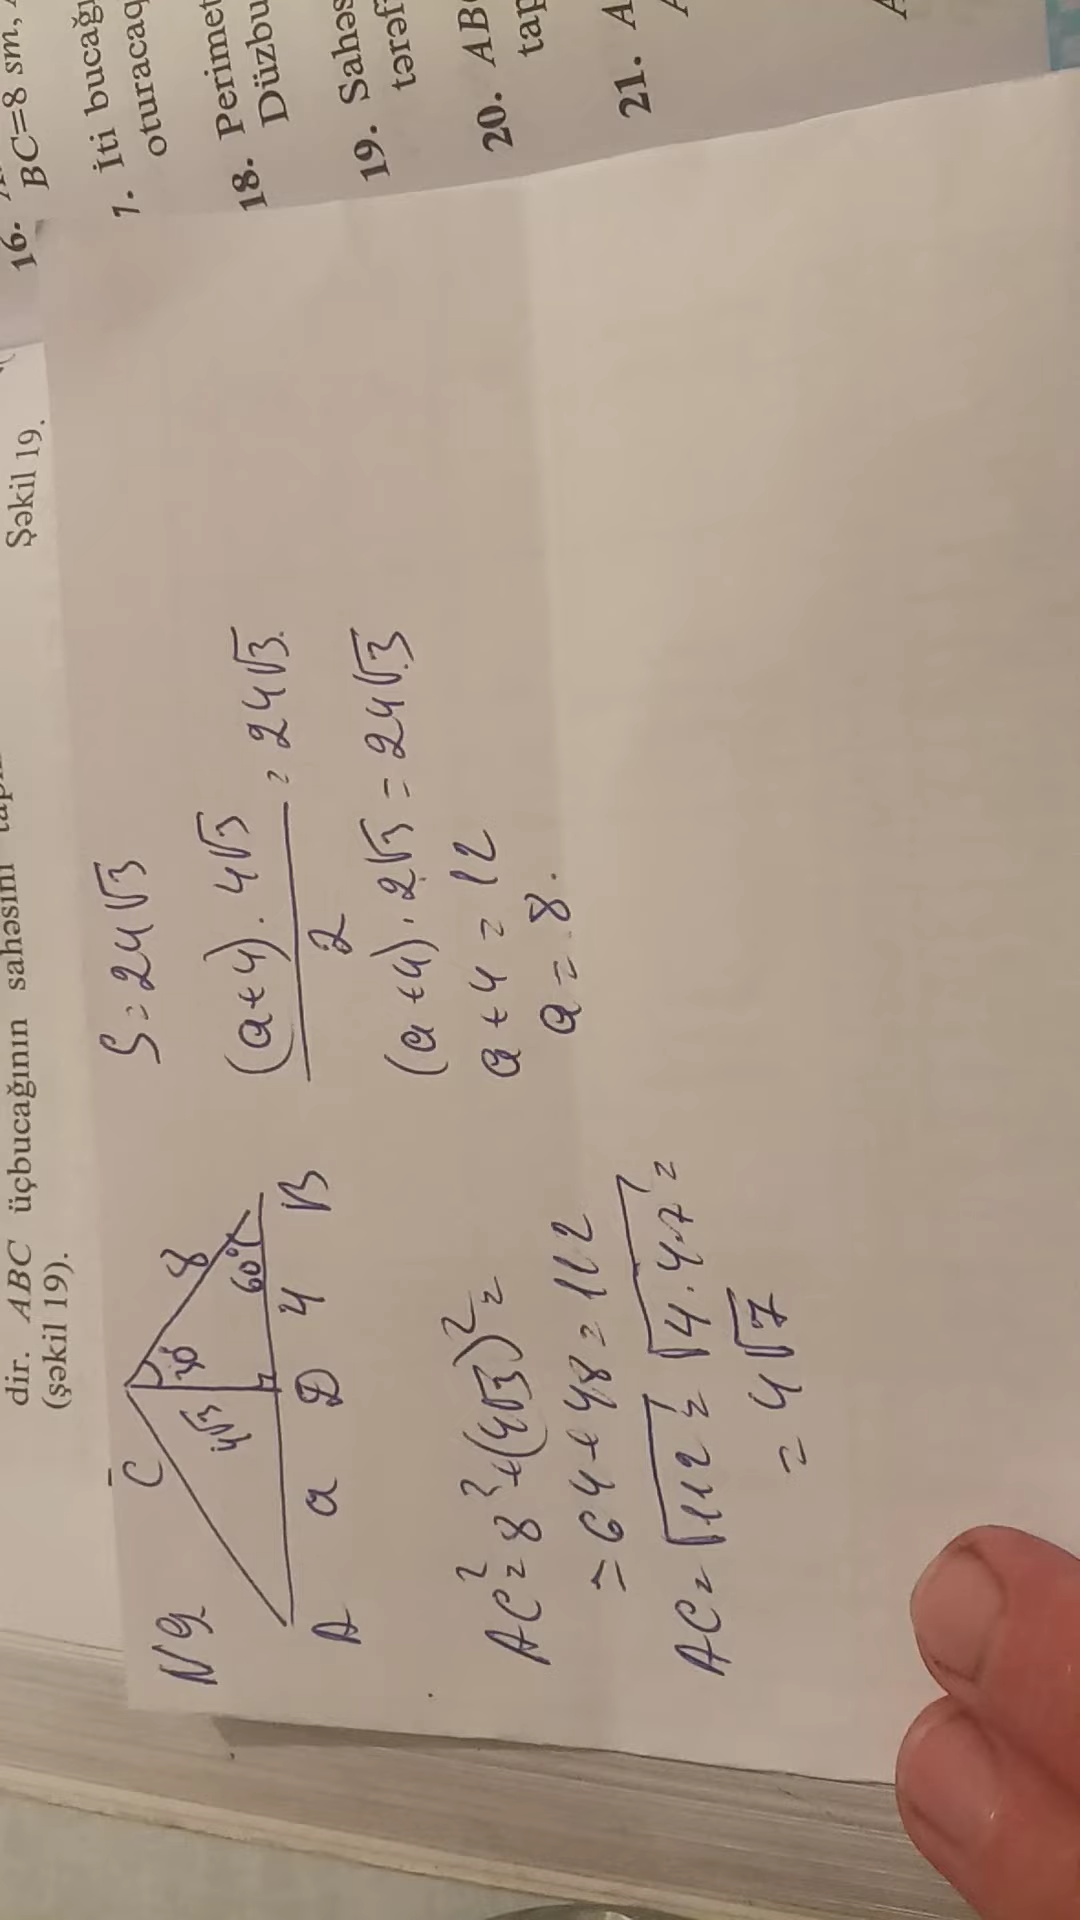 16.
BC=8 sm,
7. İti bucağı
oturacaq
18. Perimet
Düzbu
19. Sahəs
tərəf
20. AB
tap
21. A
Şəkil 19.
dir. ABC üçbucağının sahəsini
(şəkil 19).
N9
C
8
30°
4√3
60°
A a D 4 B
S=24√3
(a+4).4√3
2
=24√3
(a+4).2√3=24√3
a+4=12
a=8.
AC²=8²+(4√3)²=
=64+48=112
AC=√112=√4.4.7=
=4√7